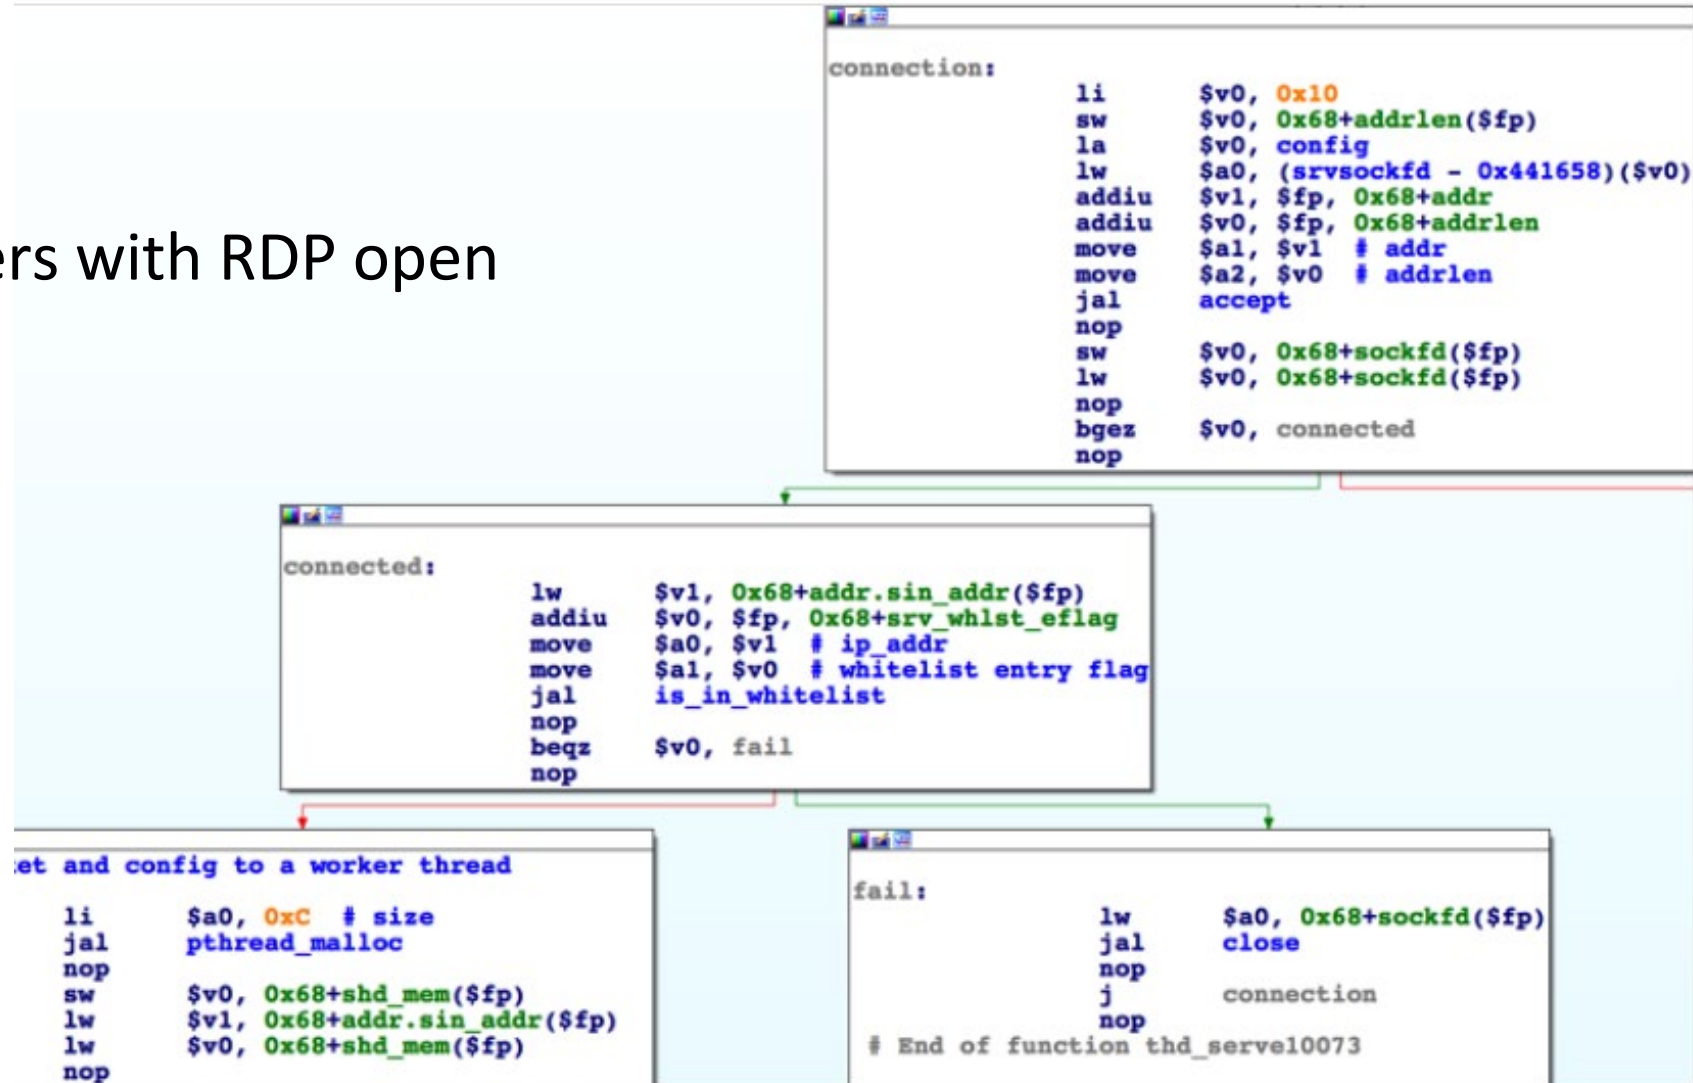 connection:
li $v0, 0x10
sw $v0, 0x68+addrlen($fp)
la $v0, config
lw $a0, (srvsockfd - 0x441658)($v0)
addiu $v1, $fp, 0x68+addr
addiu $v0, $fp, 0x68+addrlen
move $a1, $v1 # addr
move $a2, $v0 # addrlen
jal accept
nop
sw $v0, 0x68+sockfd($fp)
lw $v0, 0x68+sockfd($fp)
nop
bgez $v0, connected
nop
ers with RDP open
connected:
lw $v1, 0x68+addr.sin_addr($fp)
addiu $v0, $fp, 0x68+srv_whlst_eflag
move $a0, $v1 # ip_addr
move $a1, $v0 # whitelist entry flag
jal is_in_whitelist
nop
beqz $v0, fail
nop
et and config to a worker thread
li $a0, 0xC # size
jal pthread_malloc
nop
sw $v0, 0x68+shd_mem($fp)
lw $v1, 0x68+addr.sin_addr($fp)
lw $v0, 0x68+shd_mem($fp)
nop
fail:
lw $a0, 0x68+sockfd($fp)
jal close
nop
j connection
nop
# End of function thd_serve10073